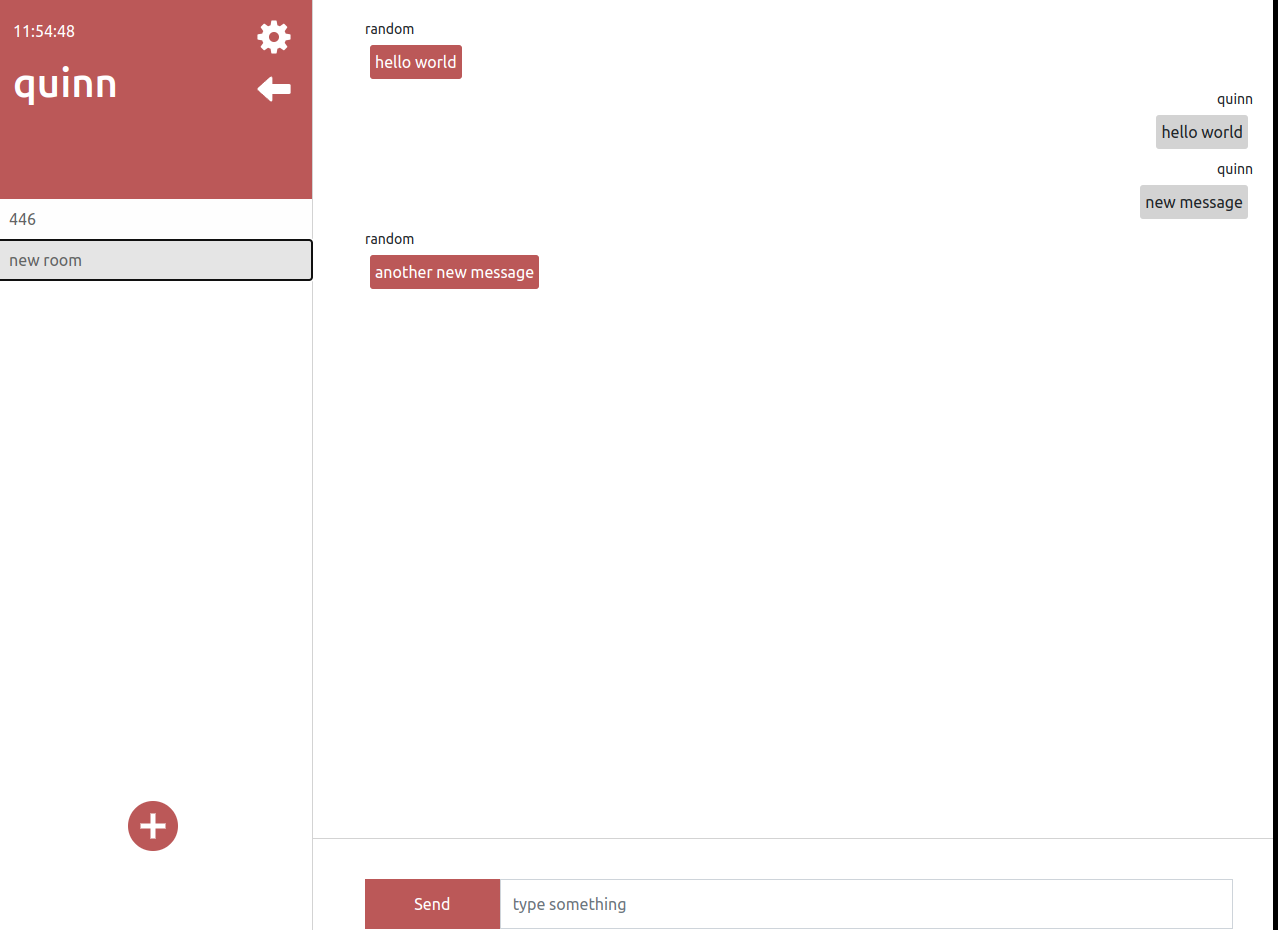 11:54:48
quinn
446
new room
random
hello world
quinn
hello world
quinn
new message
random
another new message
Send
type something